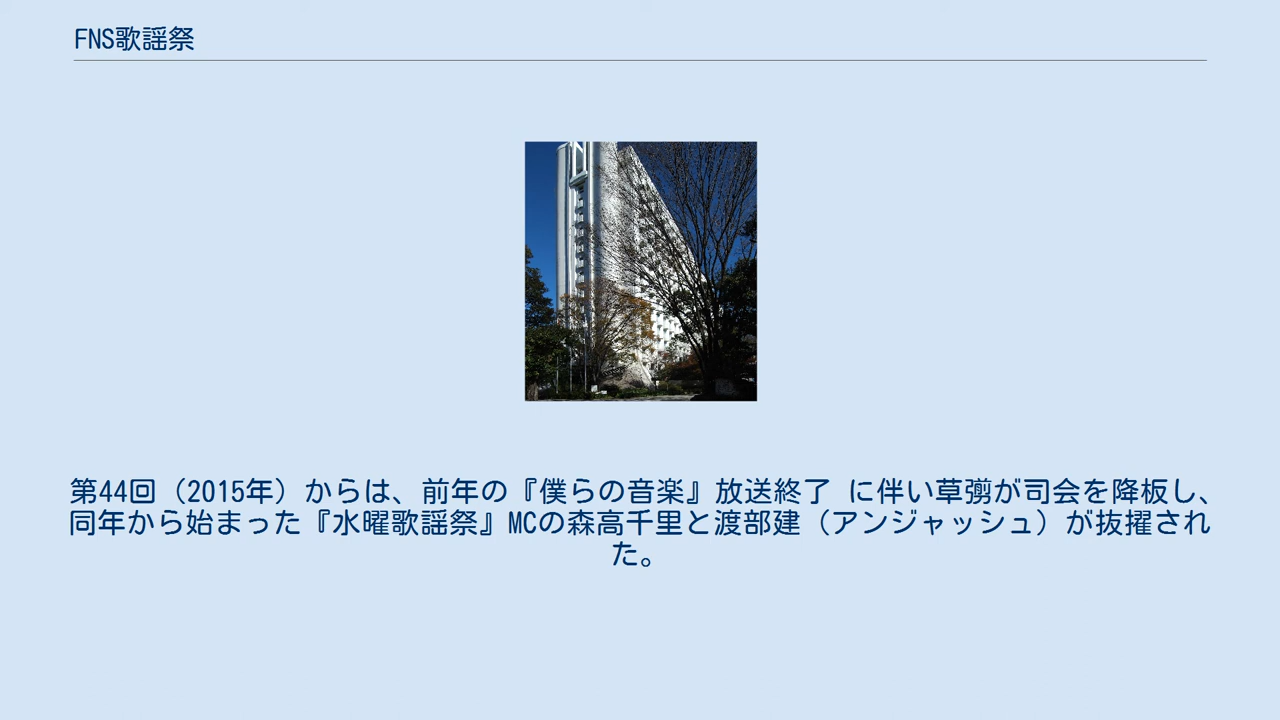 FNS歌謡祭
第44回（2015年）からは、前年の『僕らの音楽』放送終了 に伴い草彅が司会を降板し、
同年から始まった『水曜歌謡祭』MCの森高千里と渡部建（アンジャッシュ）が抜擢され
た。